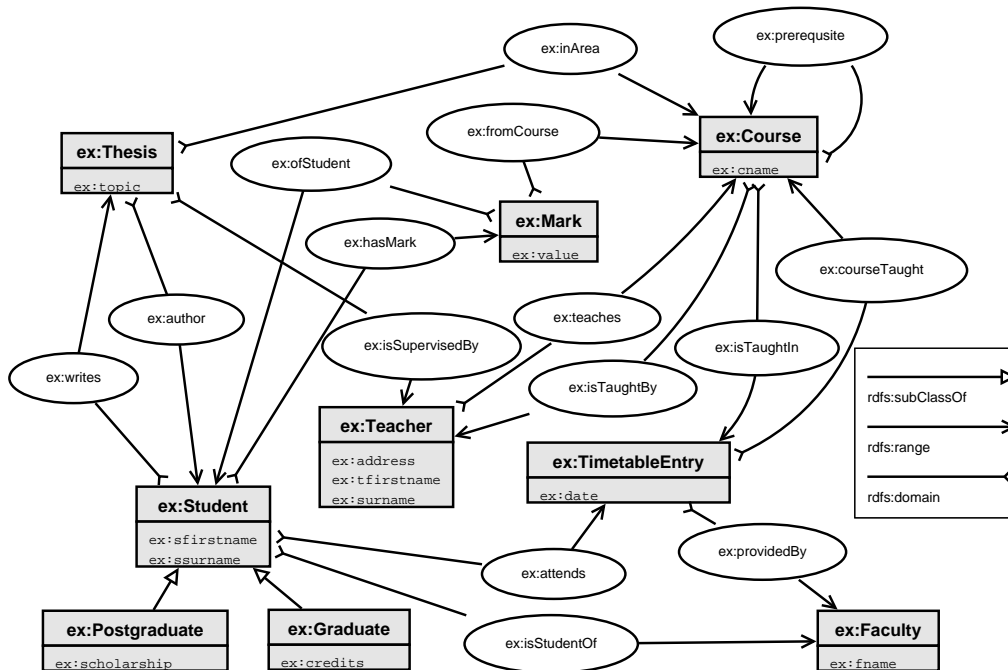 ex:inArea
ex:prerequsite
ex:fromCourse
ex:Course
ex:cname
ex:Thesis
ex:topic
ex:ofStudent
ex:Mark
ex:value
ex:hasMark
ex:courseTaught
ex:author
ex:teaches
ex:isSupervisedBy
ex:isTaughtIn
ex:writes
ex:isTaughtBy
rdfs:subClassOf
rdfs:range
rdfs:domain
ex:Teacher
ex:address
ex:tfirstname
ex:surname
ex:TimetableEntry
ex:date
ex:Student
ex:sfirstname
ex:ssurname
ex:providedBy
ex:attends
ex:Postgraduate
ex:scholarship
ex:Graduate
ex:credits
ex:isStudentOf
ex:Faculty
ex:fname